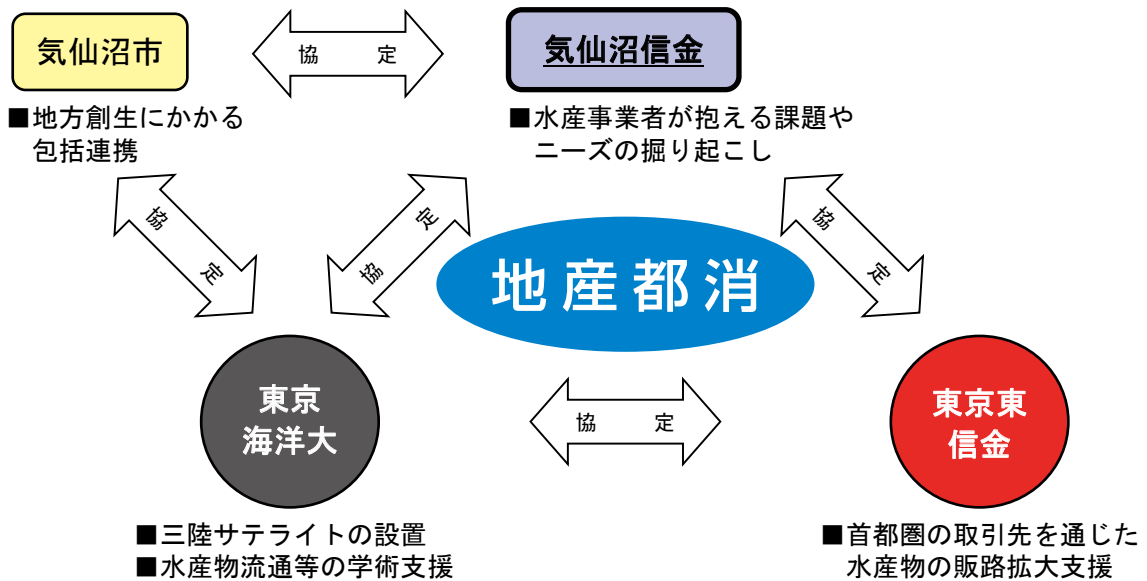 気仙沼市
協 定
気仙沼信金
■地方創生にかかる
包括連携
■水産事業者が抱える課題や
ニーズの掘り起こし
協 定
協 定
協 定
地産都消
東京
海洋大
協 定
東京東
信金
■三陸サテライトの設置
■水産物流通等の学術支援
■首都圏の取引先を通じた
水産物の販路拡大支援